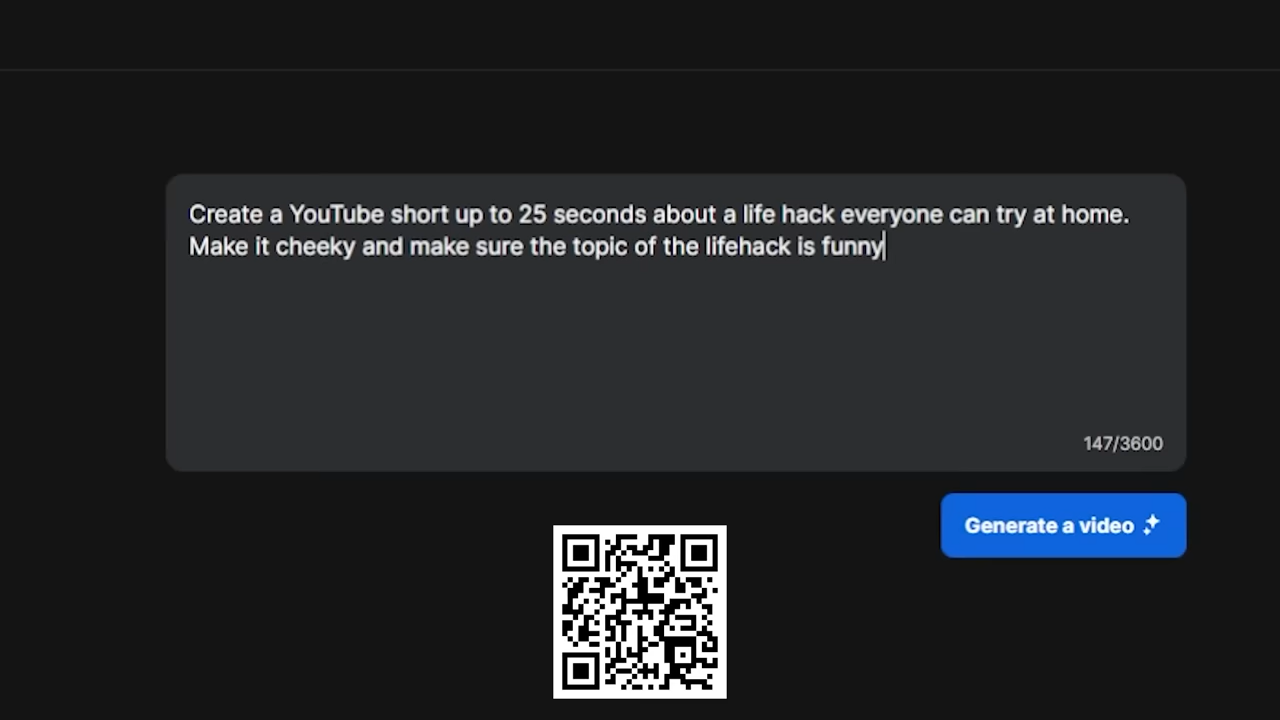 Create a YouTube short up to 25 seconds about a life hack everyone can try at home.
Make it cheeky and make sure the topic of the lifehack is funny
147/3600
Generate a video